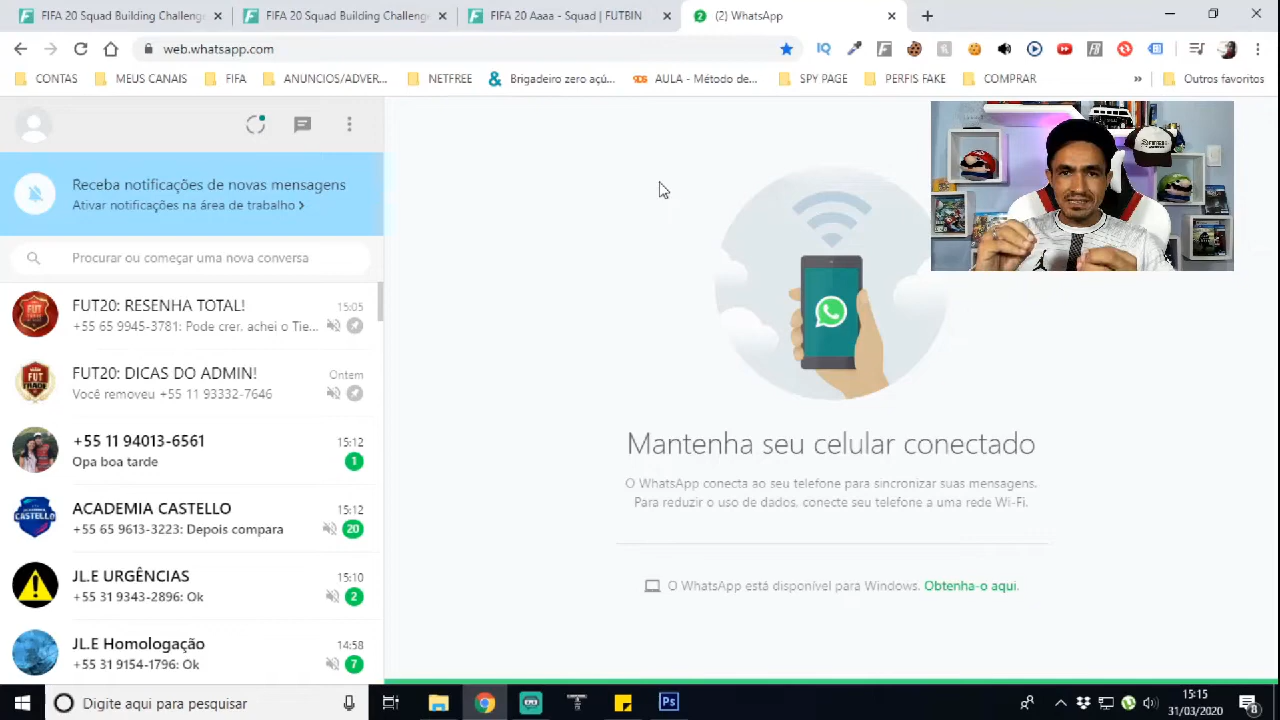 FIFA 20 Squad Building Challeng
FIFA 20 Squad Building Challeng
FIFA 20 Aaaa - Squad | FUTBIN
(2) WhatsApp
web.whatsapp.com
CONTAS
MEUS CANAIS
FIFA
ANUNCIOS/ADVER...
NETFREE
Brigadeiro zero açú...
AULA - Método de...
SPY PAGE
PERFIS FAKE
COMPRAR
Outros favoritos
Receba notificações de novas mensagens
Ativar notificações na área de trabalho
Procurar ou começar uma nova conversa
FUT20: RESENHA TOTAL! 15:05
+55 65 9945-3781: Pode crer, achei o Tie...
FUT20: DICAS DO ADMIN! Ontem
Você removeu +55 11 93332-7646
+55 11 94013-6561 15:12
Opa boa tarde 1
ACADEMIA CASTELLO 15:12
+55 65 9613-3223: Depois compara 20
JL.E URGÊNCIAS 15:10
+55 31 9343-2896: Ok 2
JL.E Homologação 14:58
+55 31 9154-1796: Ok 7
Mantenha seu celular conectado
O WhatsApp conecta ao seu telefone para sincronizar suas mensagens.
Para reduzir o uso de dados, conecte seu telefone a uma rede Wi-Fi.
O WhatsApp está disponível para Windows. Obtenha-o aqui.
Digite aqui para pesquisar
Ps
15:15
31/03/2020
8